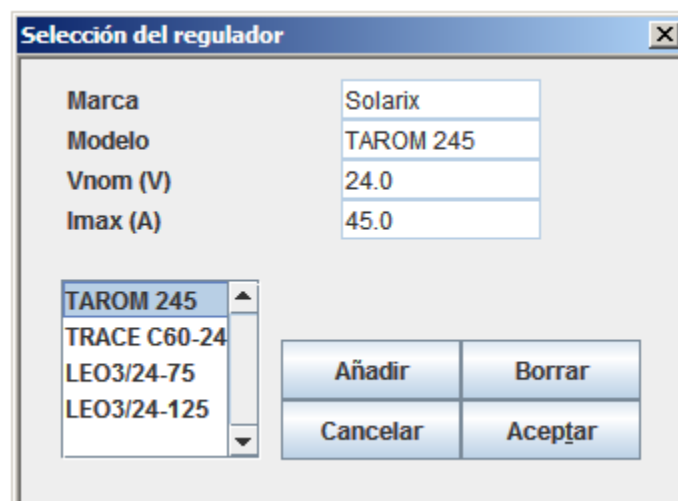 Selección del regulador
Marca Solarix
Modelo TAROM 245
Vnom (V) 24.0
Imax (A) 45.0
TAROM 245
TRACE C60-24
LEO3/24-75
LEO3/24-125
Añadir Borrar
Cancelar Aceptar